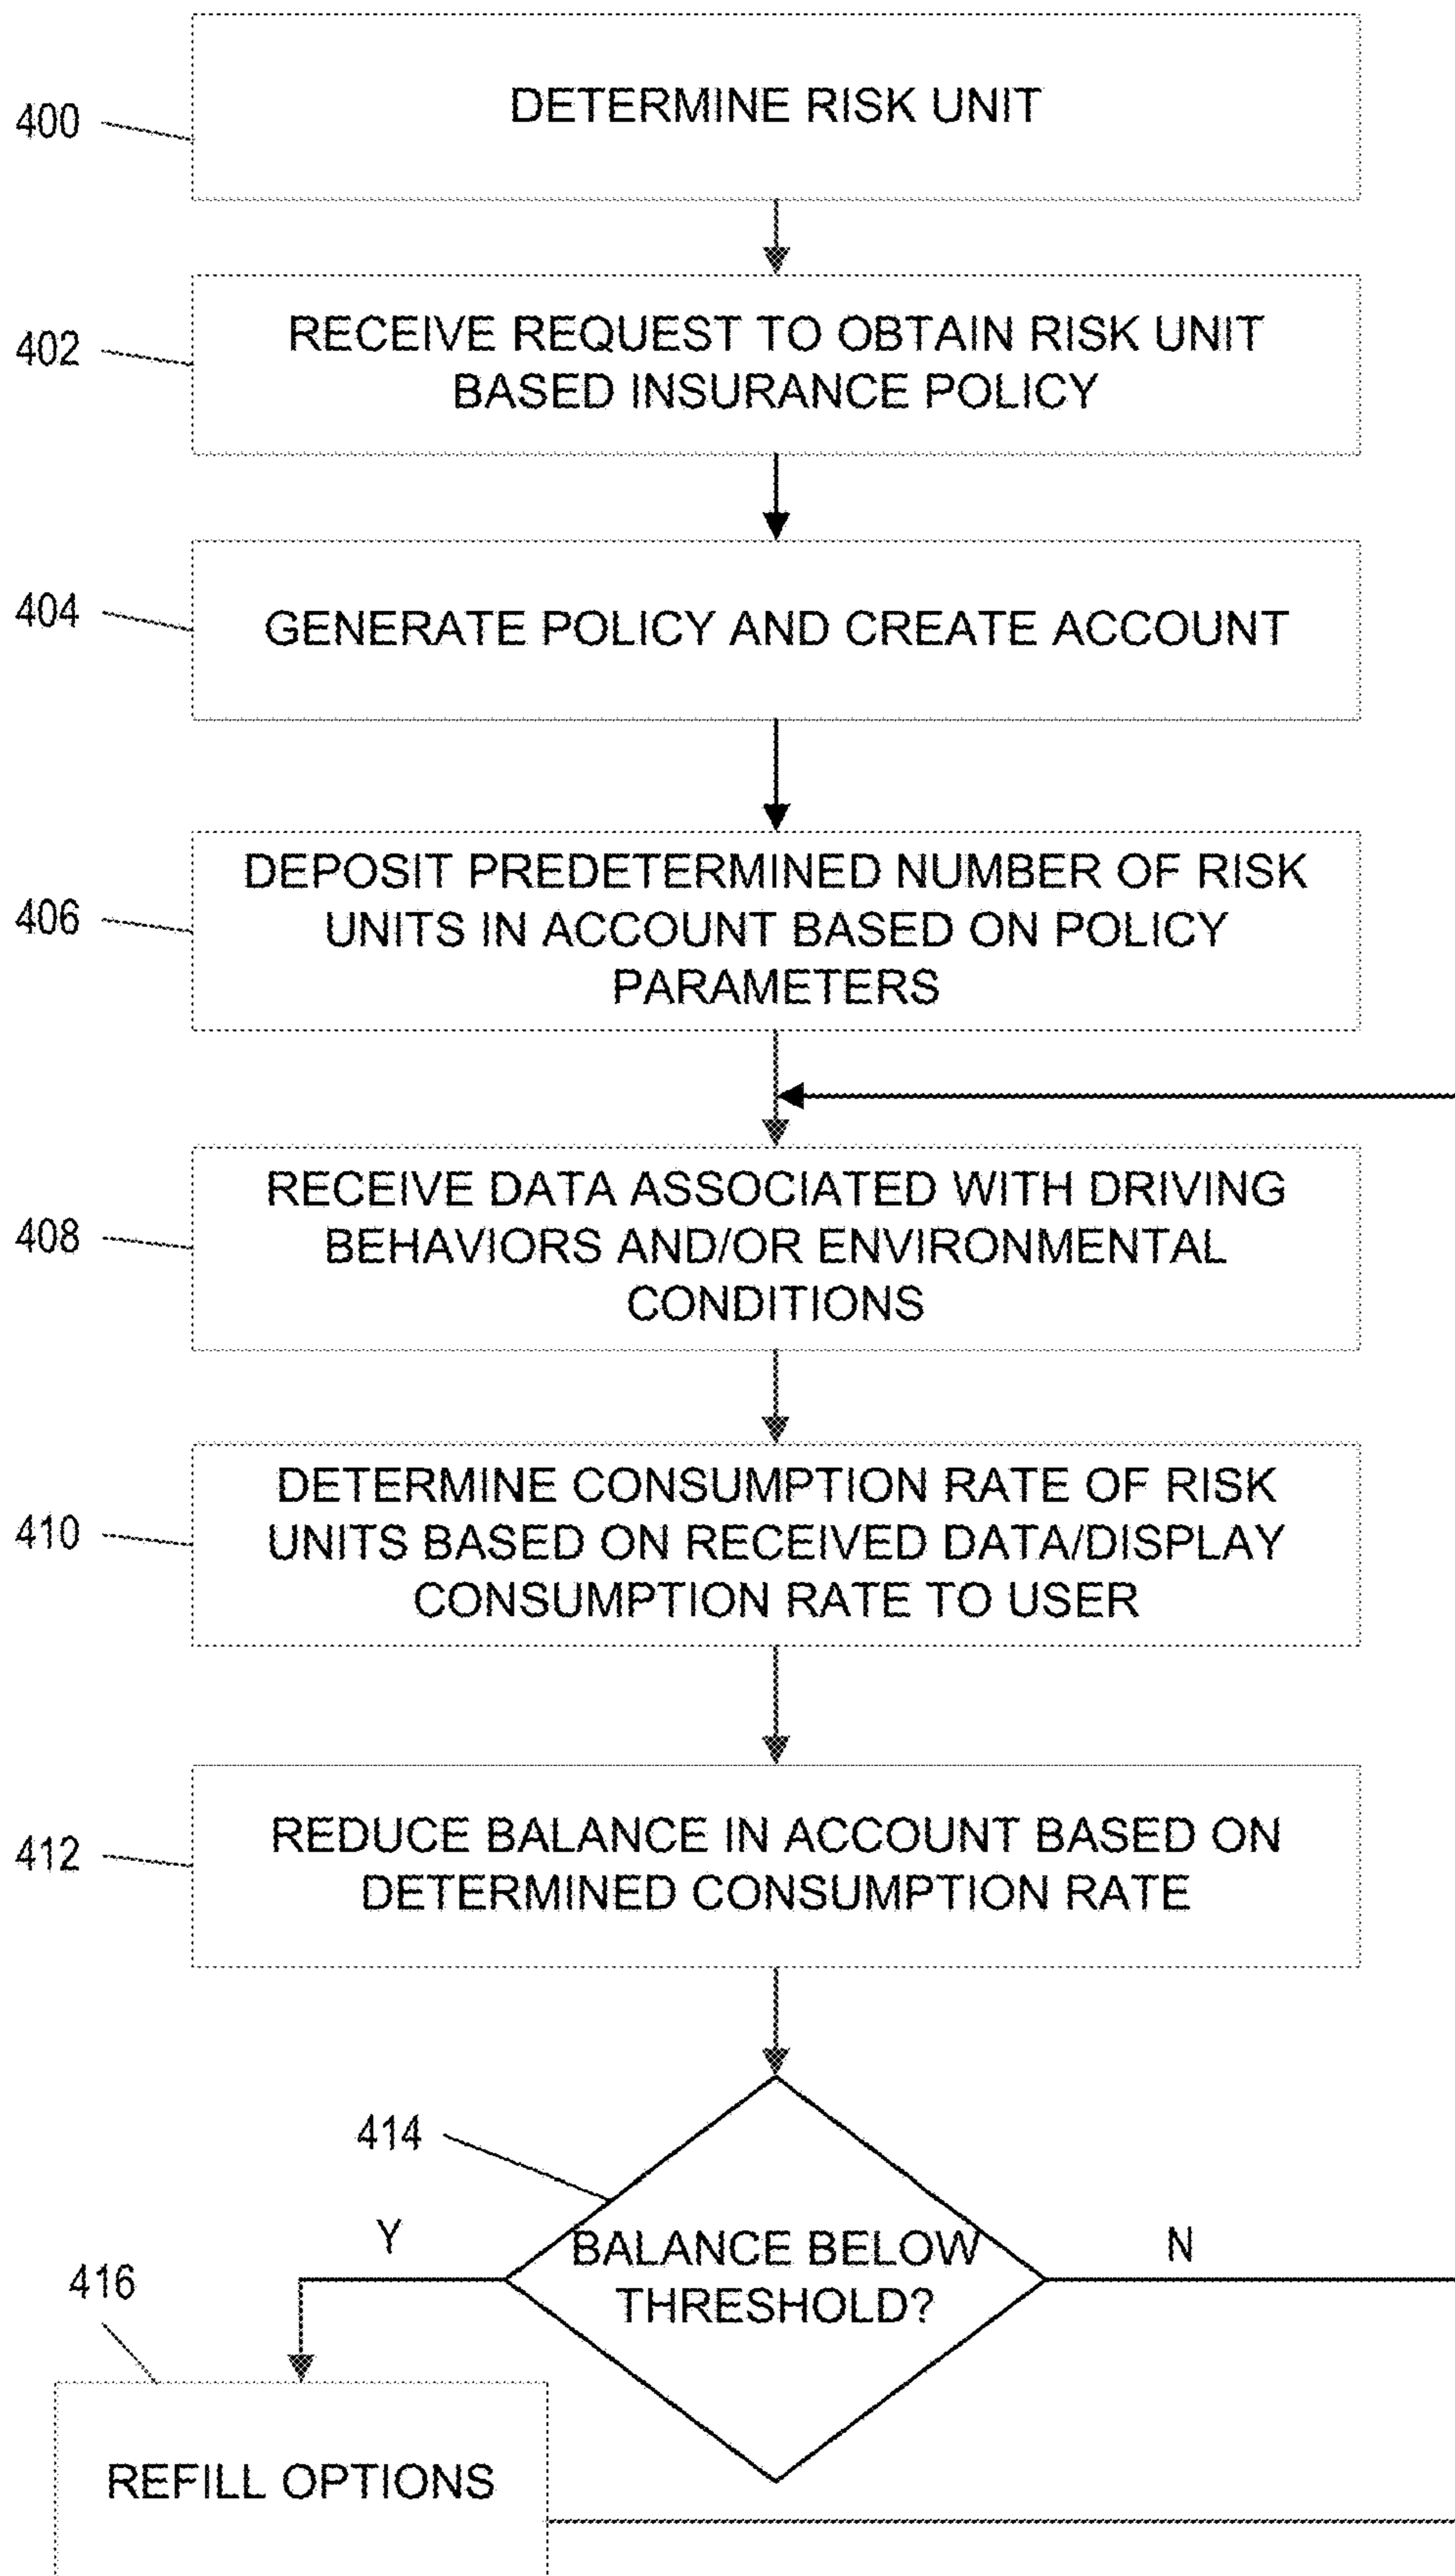 400
DETERMINE RISK UNIT
402
RECEIVE REQUEST TO OBTAIN RISK UNIT
BASED INSURANCE POLICY
404
GENERATE POLICY AND CREATE ACCOUNT
406
DEPOSIT PREDETERMINED NUMBER OF RISK
UNITS IN ACCOUNT BASED ON POLICY
PARAMETERS
408
RECEIVE DATA ASSOCIATED WITH DRIVING
BEHAVIORS AND/OR ENVIRONMENTAL
CONDITIONS
410
DETERMINE CONSUMPTION RATE OF RISK
UNITS BASED ON RECEIVED DATA/DISPLAY
CONSUMPTION RATE TO USER
412
REDUCE BALANCE IN ACCOUNT BASED ON
DETERMINED CONSUMPTION RATE
414
BALANCE BELOW
THRESHOLD?
Y
N
416
REFILL OPTIONS